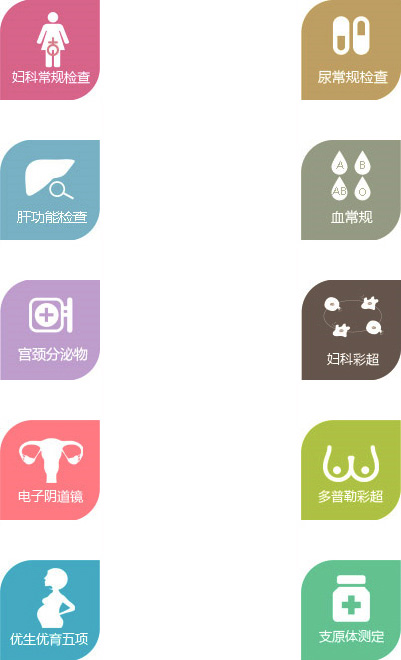 妇科常规检查
尿常规检查
肝功能检查
A
B
AB
O
血常规
宫颈分泌物
妇科彩超
电子阴道镜
多普勒彩超
优生优育五项
支原体测定